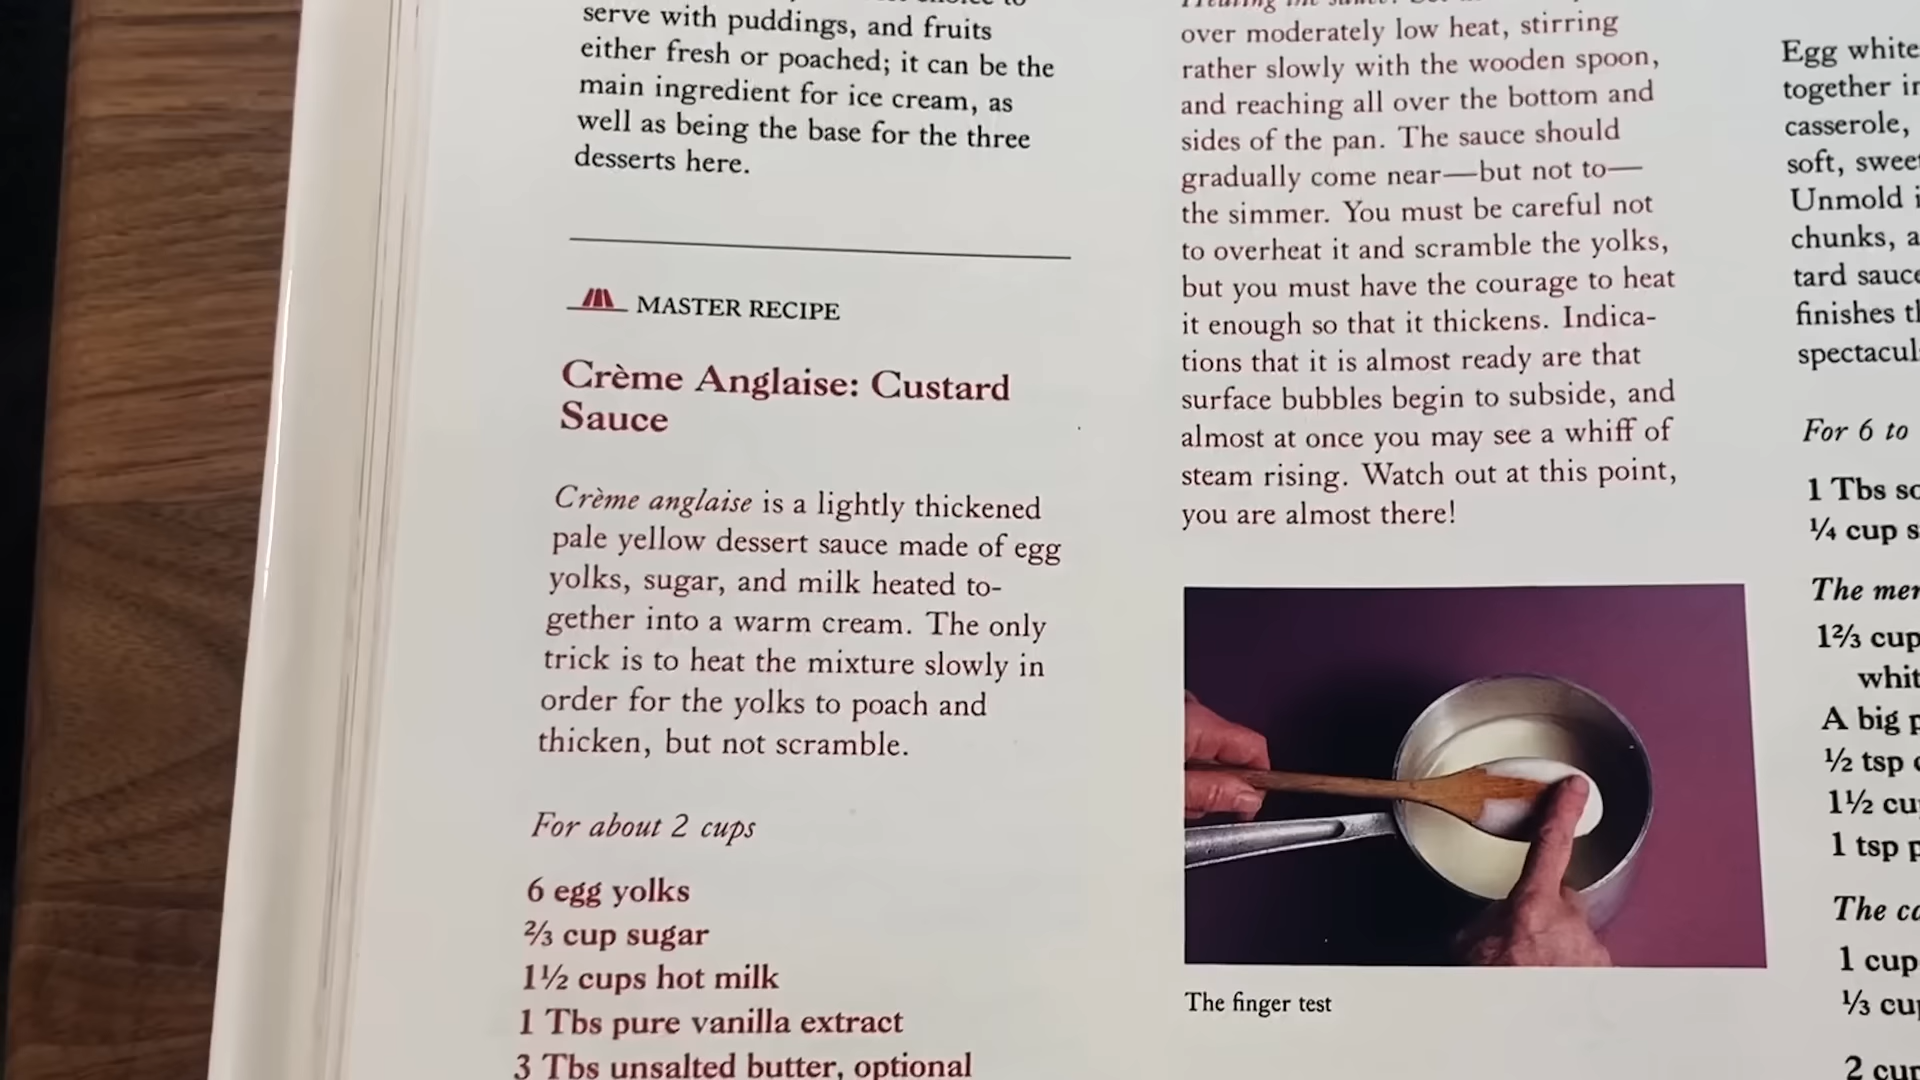 serve with puddings, and fruits
either fresh or poached; it can be the
main ingredient for ice cream, as
well as being the base for the three
desserts here.
MASTER RECIPE
Crème Anglaise: Custard
Sauce
Crème anglaise is a lightly thickened
pale yellow dessert sauce made of egg
yolks, sugar, and milk heated to-
gether into a warm cream. The only
trick is to heat the mixture slowly in
order for the yolks to poach and
thicken, but not scramble.
For about 2 cups
6 egg yolks
⅔ cup sugar
1½ cups hot milk
1 Tbs pure vanilla extract
3 Tbs unsalted butter, optional
over moderately low heat, stirring
rather slowly with the wooden spoon,
and reaching all over the bottom and
sides of the pan. The sauce should
gradually come near—but not to—
the simmer. You must be careful not
to overheat it and scramble the yolks,
but you must have the courage to heat
it enough so that it thickens. Indica-
tions that it is almost ready are that
surface bubbles begin to subside, and
almost at once you may see a whiff of
steam rising. Watch out at this point,
you are almost there!
The finger test
Egg white
together
casserole,
soft,
Unmold
chunks,
tard
finishes
For 6 to
1 Tbs
¼ cup
The
1⅔ cup
A big
½ tsp
1½
1 tsp
The
1 cup
⅓
2